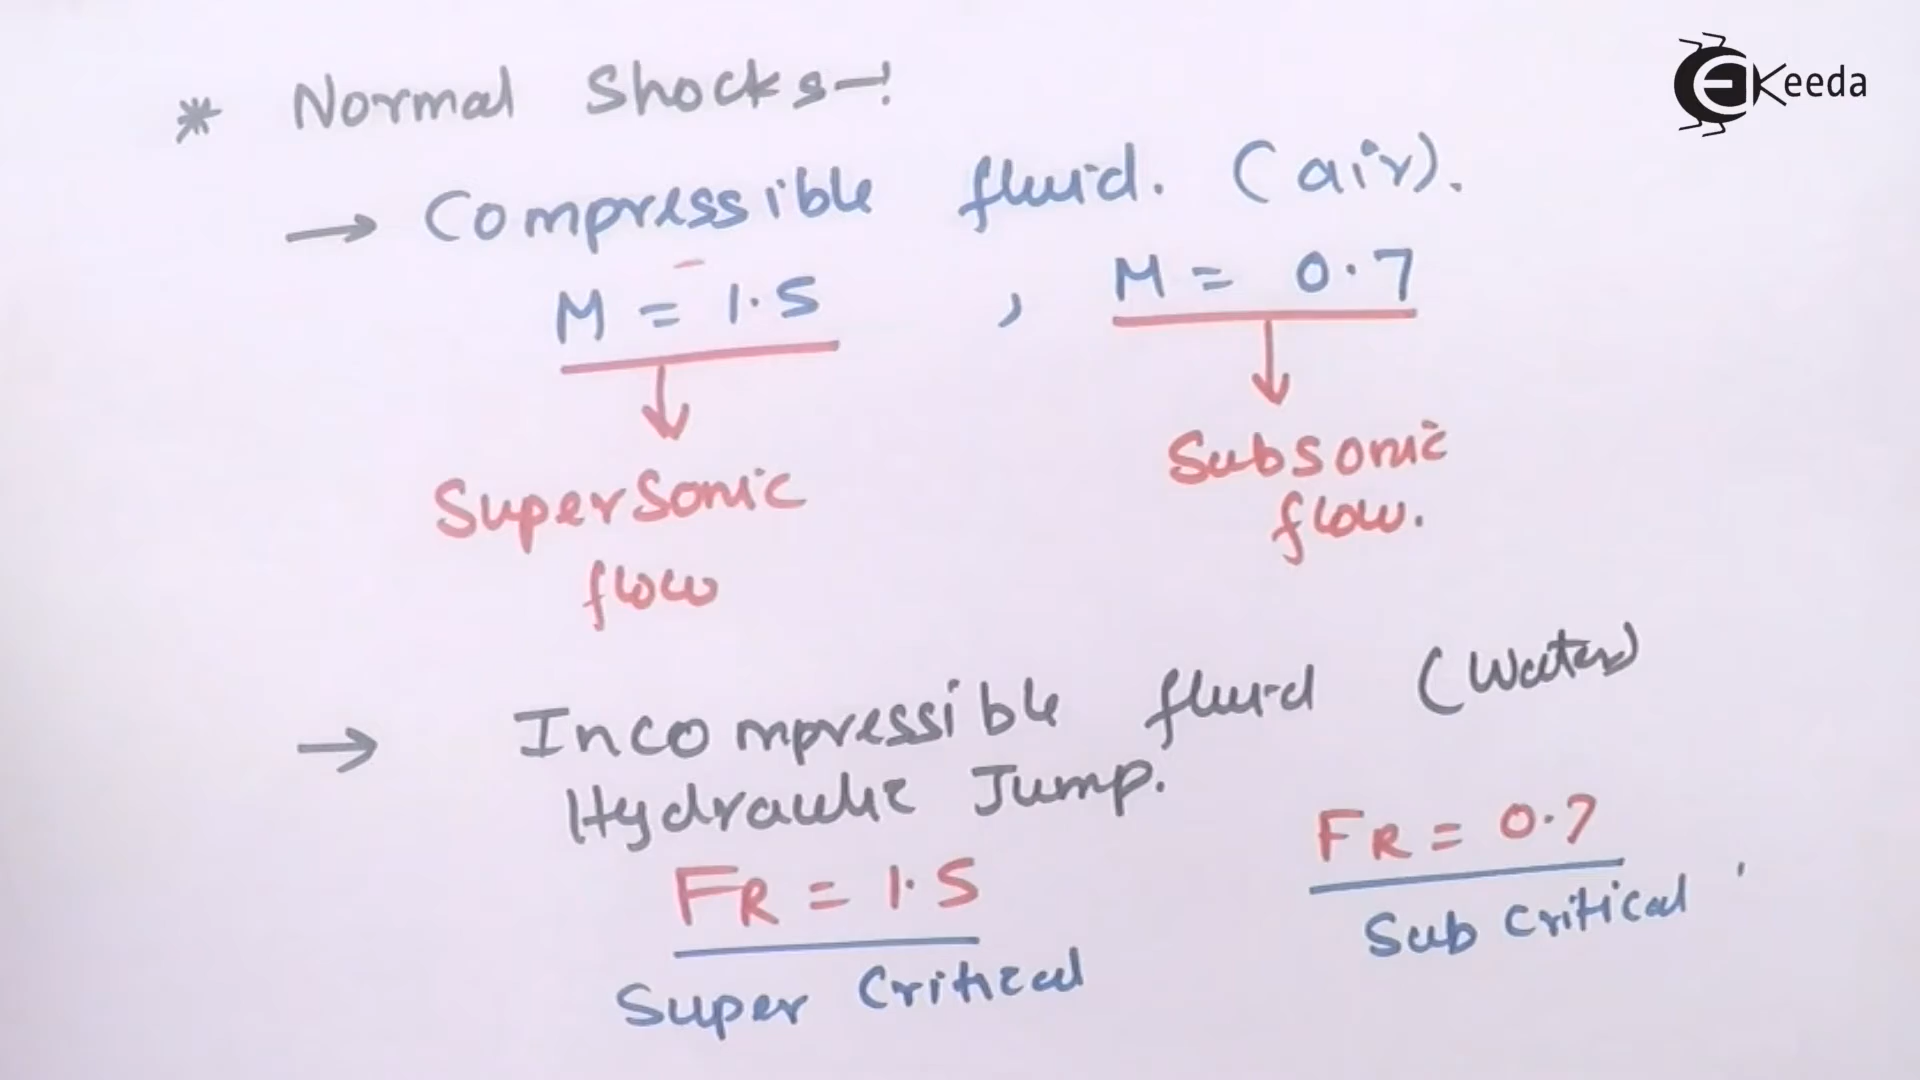 * Normal Shocks-:
EKeeda
→ Compressible fluid. (air).
M = 1.5 , M = 0.7
SuperSonic flow
Subsonic flow.
→ Incompressible fluid (Water)
Hydraulic Jump.
FR = 1.5
FR = 0.7
Super Critical
Sub Critical